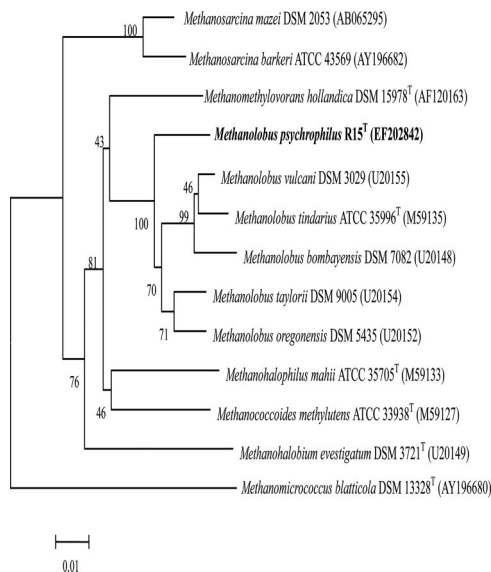 Methanosarcina mazei DSM 2053 (AB065295)
100
Methanosarcina barkeri ATCC 43569 (AY196682)
Methanomethylovorans hollandica DSM 15978T (AF120163)
43
Methanolobus psychrophilus R15T (EF202842)
Methanolobus vulcani DSM 3029 (U20155)
46
Methanolobus tindarius ATCC 35996T (M59135)
100
99
Methanolobus bombayensis DSM 7082 (U20148)
81
70
Methanolobus taylorii DSM 9005 (U20154)
71
Methanolobus oregonensis DSM 5435 (U20152)
Methanohalophilus mahii ATCC 35705T (M59133)
76
46
Methanococcoides methylutens ATCC 33938T (M59127)
Methanohalobium evestigatum DSM 3721T (U20149)
Methanomicrococcus blatticola DSM 13328T (AY196680)
0.01